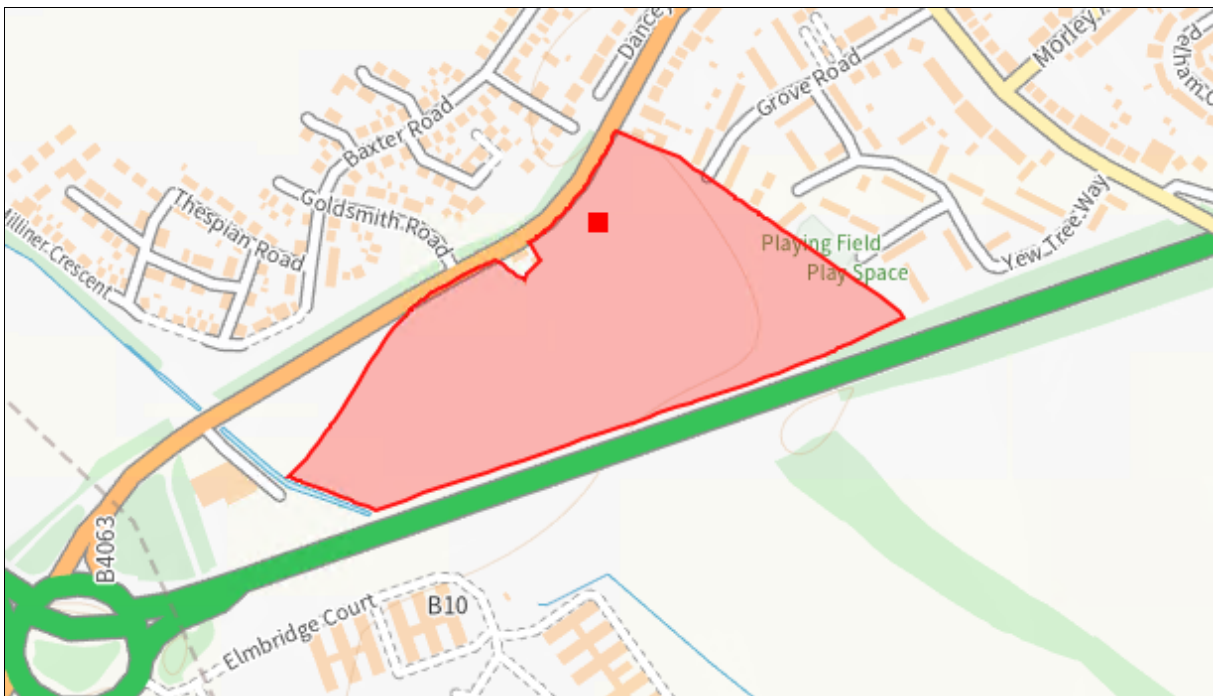 Dancey
Morley
Pelham
Grove Road
Baxter Road
Goldsmith Road
Thespian Road
Milliner Crescent
Playing Field
Play Space
Yew Tree Way
B4063
Elmbridge Court
B10